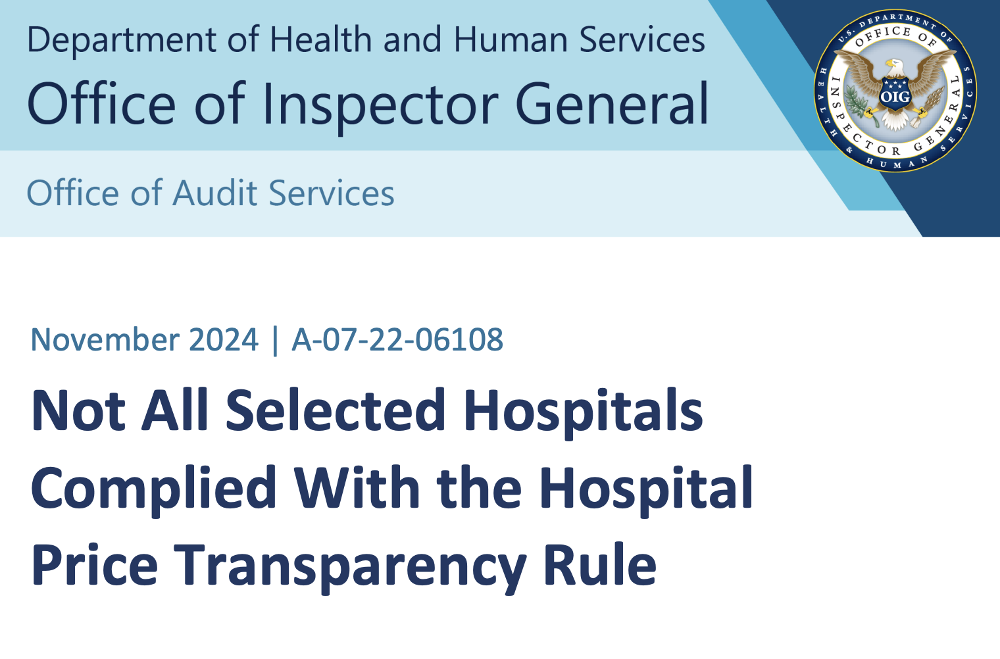 Department of Health and Human Services
Office of Inspector General
Office of Audit Services
U.S. DEPARTMENT OF
HEALTH & HUMAN SERVICES
OFFICE OF
INSPECTOR GENERAL
OIG
November 2024 | A-07-22-06108
Not All Selected Hospitals
Complied With the Hospital
Price Transparency Rule